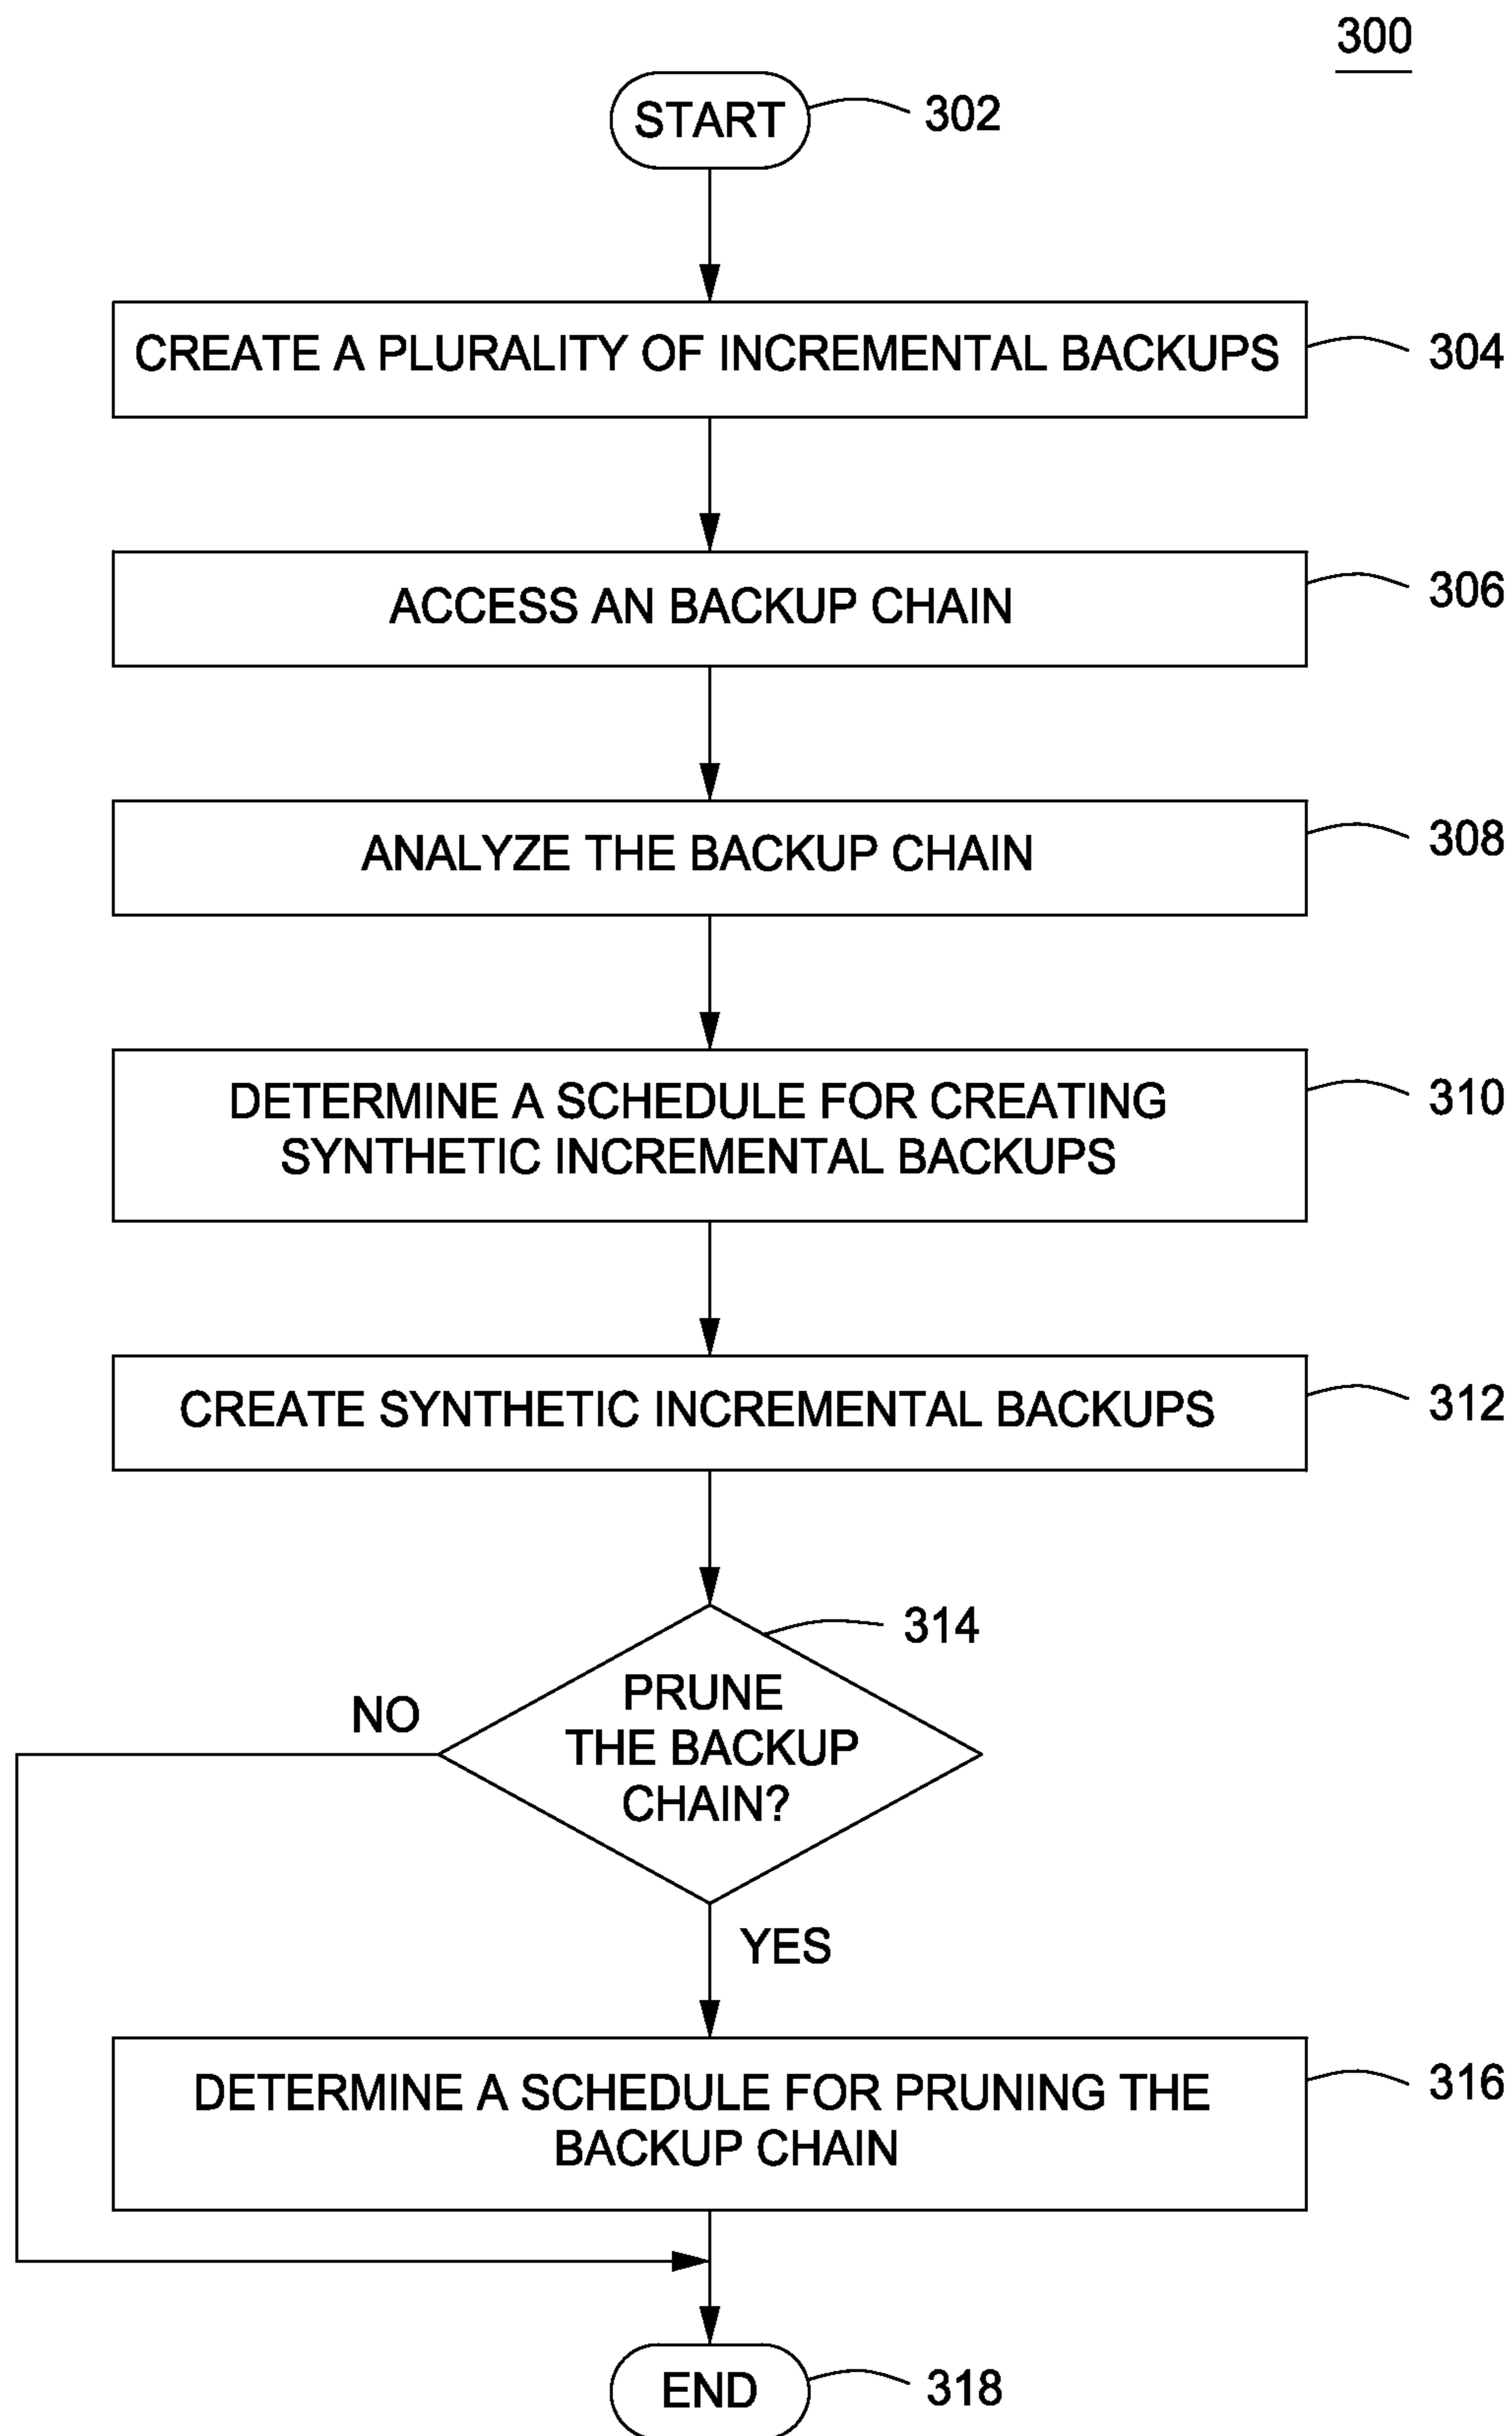 300
START
302
CREATE A PLURALITY OF INCREMENTAL BACKUPS
304
ACCESS AN BACKUP CHAIN
306
ANALYZE THE BACKUP CHAIN
308
DETERMINE A SCHEDULE FOR CREATING
SYNTHETIC INCREMENTAL BACKUPS
310
CREATE SYNTHETIC INCREMENTAL BACKUPS
312
314
PRUNE
THE BACKUP
CHAIN?
NO
YES
DETERMINE A SCHEDULE FOR PRUNING THE
BACKUP CHAIN
316
END
318